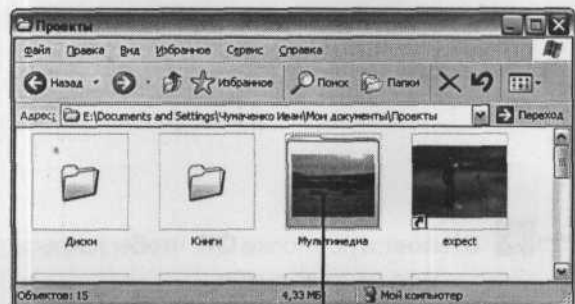 Проекты
Файл Правка Вид Избранное Сервис Справка
Назад Избранное Поиск Папки
Адрес: E:\Documents and Settings\Чумаченко Иван\Мои документы\Проекты Переход
Диски Книги Мультимедиа expect
Объектов: 15 4,33 МБ Мой компьютер